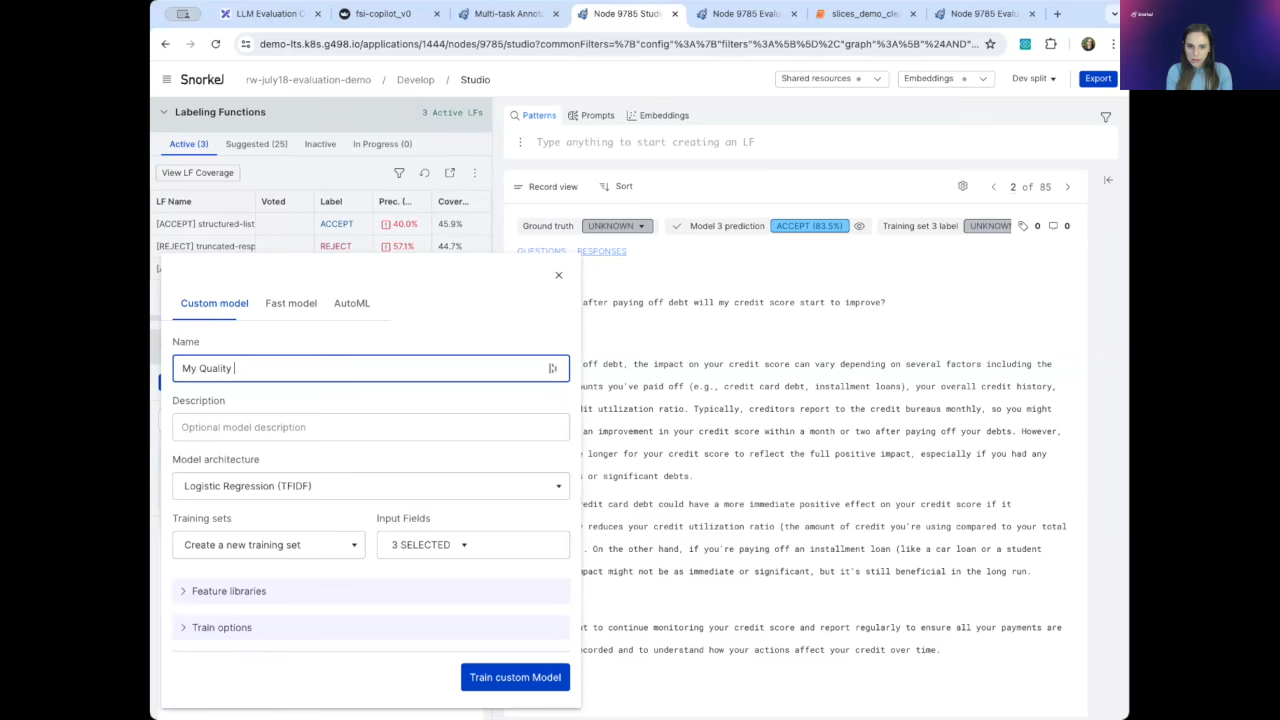 LLM Evaluation C
fsi-copilot_v0
Multi-task Annota
Node 9785 Stud
Node 9785 Evalu
slices_demo_cle
Node 9785 Evalu
demo-lts.k8s.g498.io/applications/1444/nodes/9785/studio?commonFilters=%7B"config"%3A%7B"filters"%3A%5B%5D%2C"graph"%3A%5B"%24AND"...
Snorkel
rw-july18-evaluation-demo / Develop / Studio
Shared resources
Embeddings
Dev split
Export
Labeling Functions
3 Active LFs
Active (3)
Suggested (25)
Inactive
In Progress (0)
View LF Coverage
LF Name
Voted
Label
Prec. (...
Cover...
[ACCEPT] structured-list
ACCEPT
40.0%
45.9%
[REJECT] truncated-resp
REJECT
57.1%
44.7%
Patterns
Prompts
Embeddings
Type anything to start creating an LF
Record view
Sort
2 of 85
Ground truth
UNKNOWN
Model 3 prediction
ACCEPT (83.5%)
Training set 3 label
UNKNOWN
0
0
QUESTIONS
RESPONSES
after paying off debt will my credit score start to improve?
off debt, the impact on your credit score can vary depending on several factors including the
unts you've paid off (e.g., credit card debt, installment loans), your overall credit history,
dit utilization ratio. Typically, creditors report to the credit bureaus monthly, so you might
an improvement in your credit score within a month or two after paying off your debts. However,
longer for your credit score to reflect the full positive impact, especially if you had any
s or significant debts.
redit card debt could have a more immediate positive effect on your credit score if it
y reduces your credit utilization ratio (the amount of credit you're using compared to your total
. On the other hand, if you're paying off an installment loan (like a car loan or a student
mpact might not be as immediate or significant, but it's still beneficial in the long run.
nt to continue monitoring your credit score and report regularly to ensure all your payments are
ecorded and to understand how your actions affect your credit over time.
Custom model
Fast model
AutoML
Name
My Quality
Description
Optional model description
Model architecture
Logistic Regression (TFIDF)
Training sets
Input Fields
Create a new training set
3 SELECTED
Feature libraries
Train options
Train custom Model
Snorkel